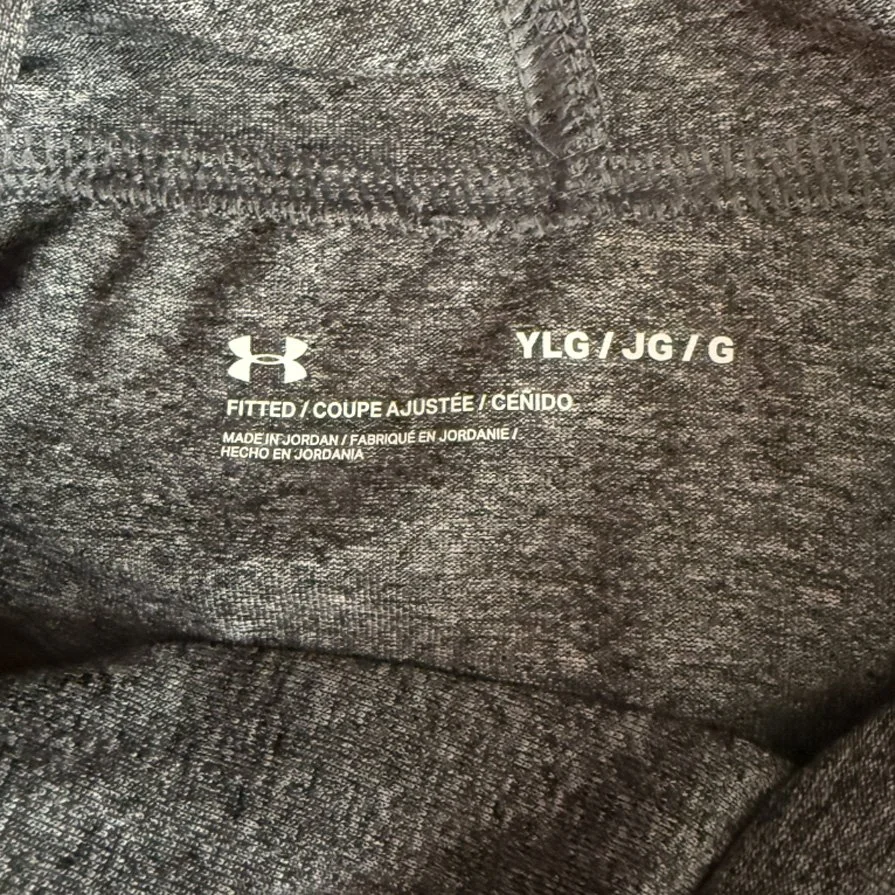 YLG / JG / G
FITTED / COUPE AJUSTÉE / CEÑIDO
MADE IN JORDAN / FABRIQUÉ EN JORDANIE /
HECHO EN JORDANIA